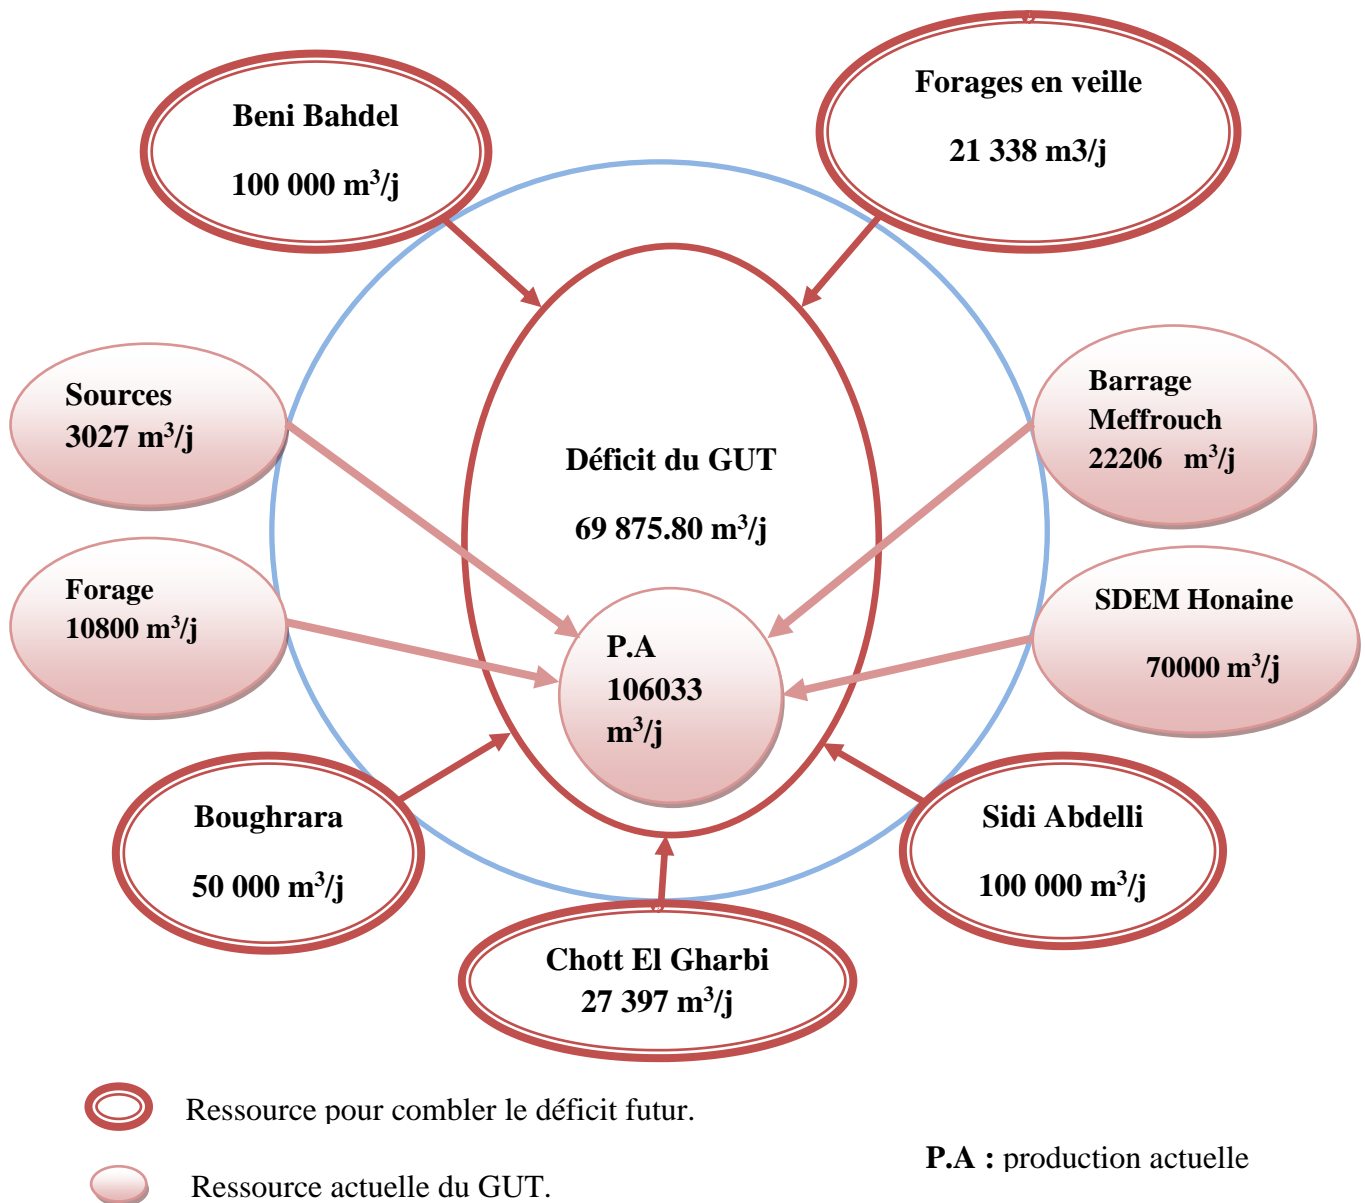 Beni Bahdel
100 000 m³/j
Forages en veille
21 338 m3/j
Sources
3027 m³/j
Barrage
Meffrouch
22206 m³/j
Déficit du GUT
69 875.80 m³/j
Forage
10800 m³/j
SDEM Honaine
70000 m³/j
P.A
106033
m³/j
Boughrara
50 000 m³/j
Sidi Abdelli
100 000 m³/j
Chott El Gharbi
27 397 m³/j
Ressource pour combler le déficit futur.
P.A : production actuelle
Ressource actuelle du GUT.